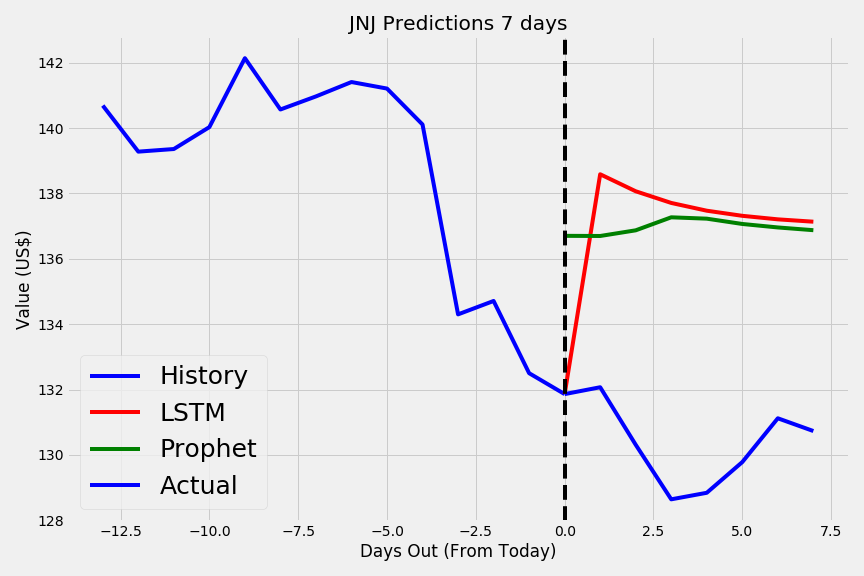 JNJ Predictions 7 days
Value (US$)
142
140
138
136
134
132
130
128
History
LSTM
Prophet
Actual
−12.5 −10.0 −7.5 −5.0 −2.5 0.0 2.5 5.0 7.5
Days Out (From Today)